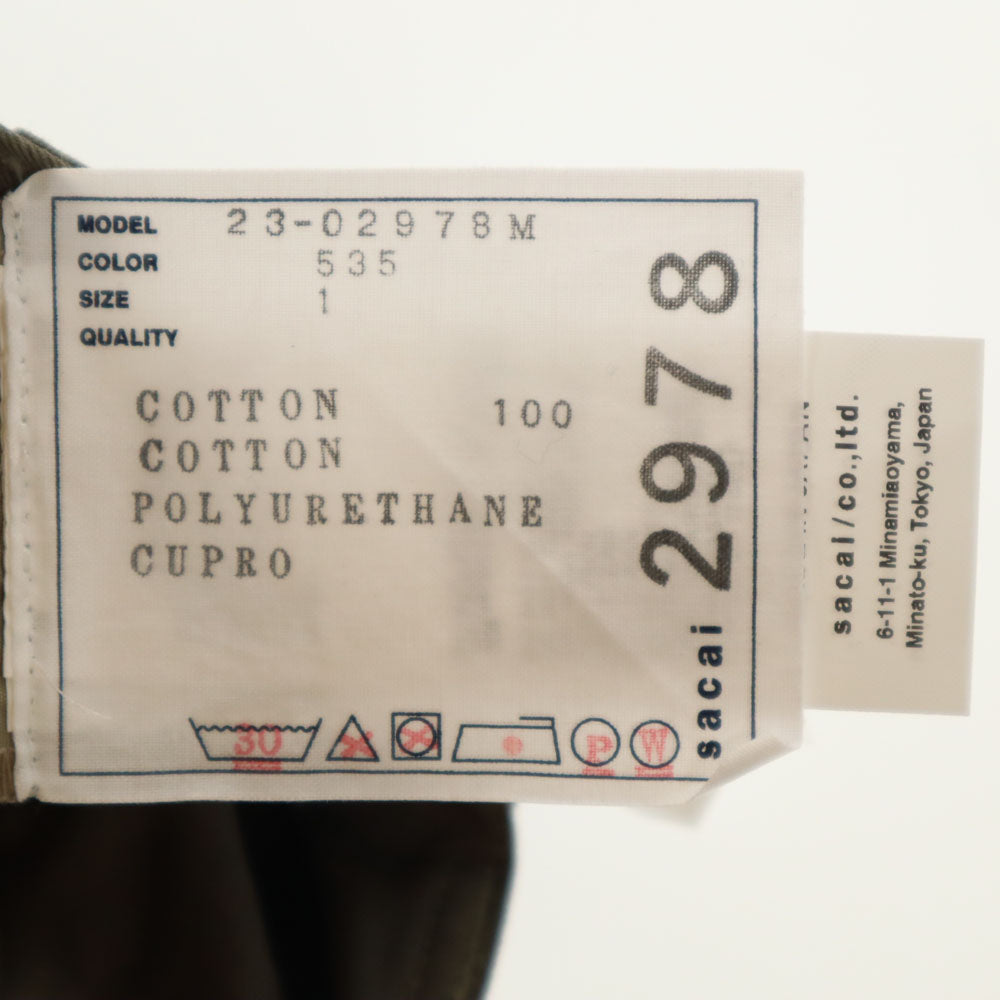 MODEL 23-02978M
COLOR 535
SIZE 1
QUALITY
COTTON 100
COTTON
POLYURETHANE
CUPRO
30
P
W
sacai 2978
sacai/co.,ltd.
6-11-1 Minamiaoyama,
Minato-ku, Tokyo, Japan